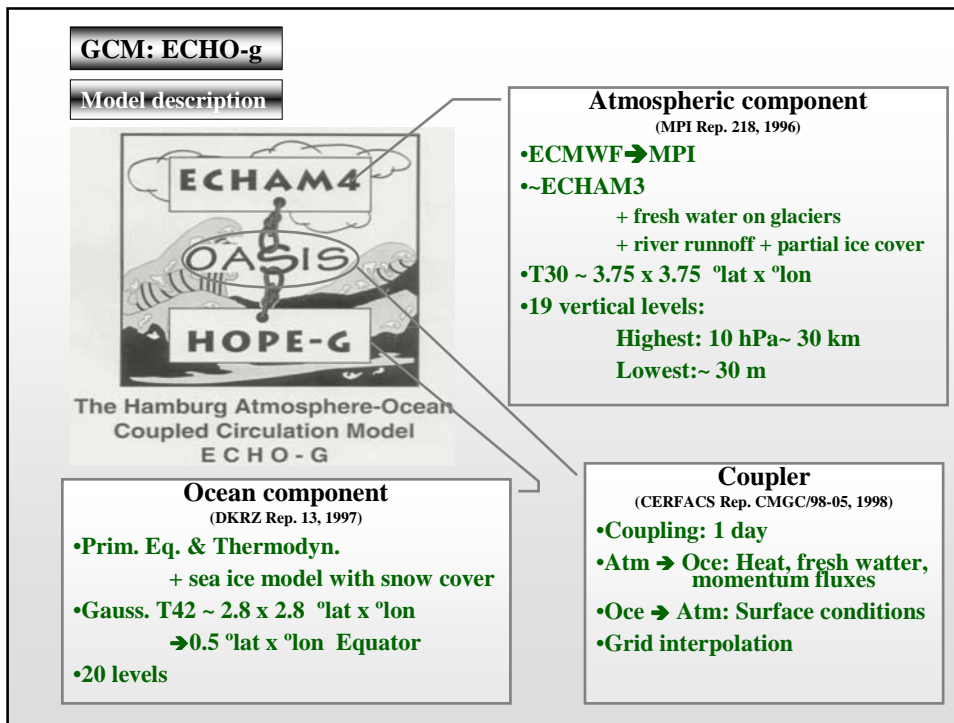 GCM: ECHO-g
Model description
ECHAM4
OASIS
HOPE-G
The Hamburg Atmosphere-Ocean
Coupled Circulation Model
E C H O - G
Atmospheric component
(MPI Rep. 218, 1996)
•ECMWF➔MPI
•~ECHAM3
+ fresh water on glaciers
+ river runnoff + partial ice cover
•T30 ~ 3.75 x 3.75 ºlat x ºlon
•19 vertical levels:
Highest: 10 hPa~ 30 km
Lowest:~ 30 m
Ocean component
(DKRZ Rep. 13, 1997)
•Prim. Eq. & Thermodyn.
+ sea ice model with snow cover
•Gauss. T42 ~ 2.8 x 2.8 ºlat x ºlon
➔0.5 ºlat x ºlon Equator
•20 levels
Coupler
(CERFACS Rep. CMGC/98-05, 1998)
•Coupling: 1 day
•Atm ➔ Oce: Heat, fresh watter,
momentum fluxes
•Oce ➔ Atm: Surface conditions
•Grid interpolation